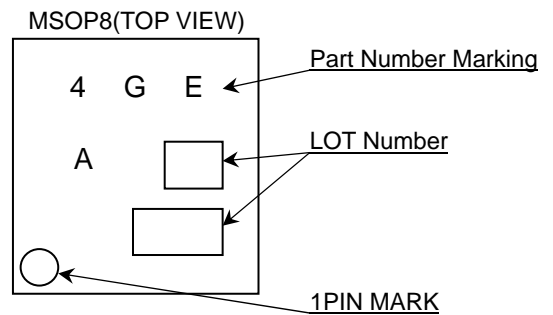 MSOP8(TOP VIEW)
4 G E
Part Number Marking
A
LOT Number
1PIN MARK